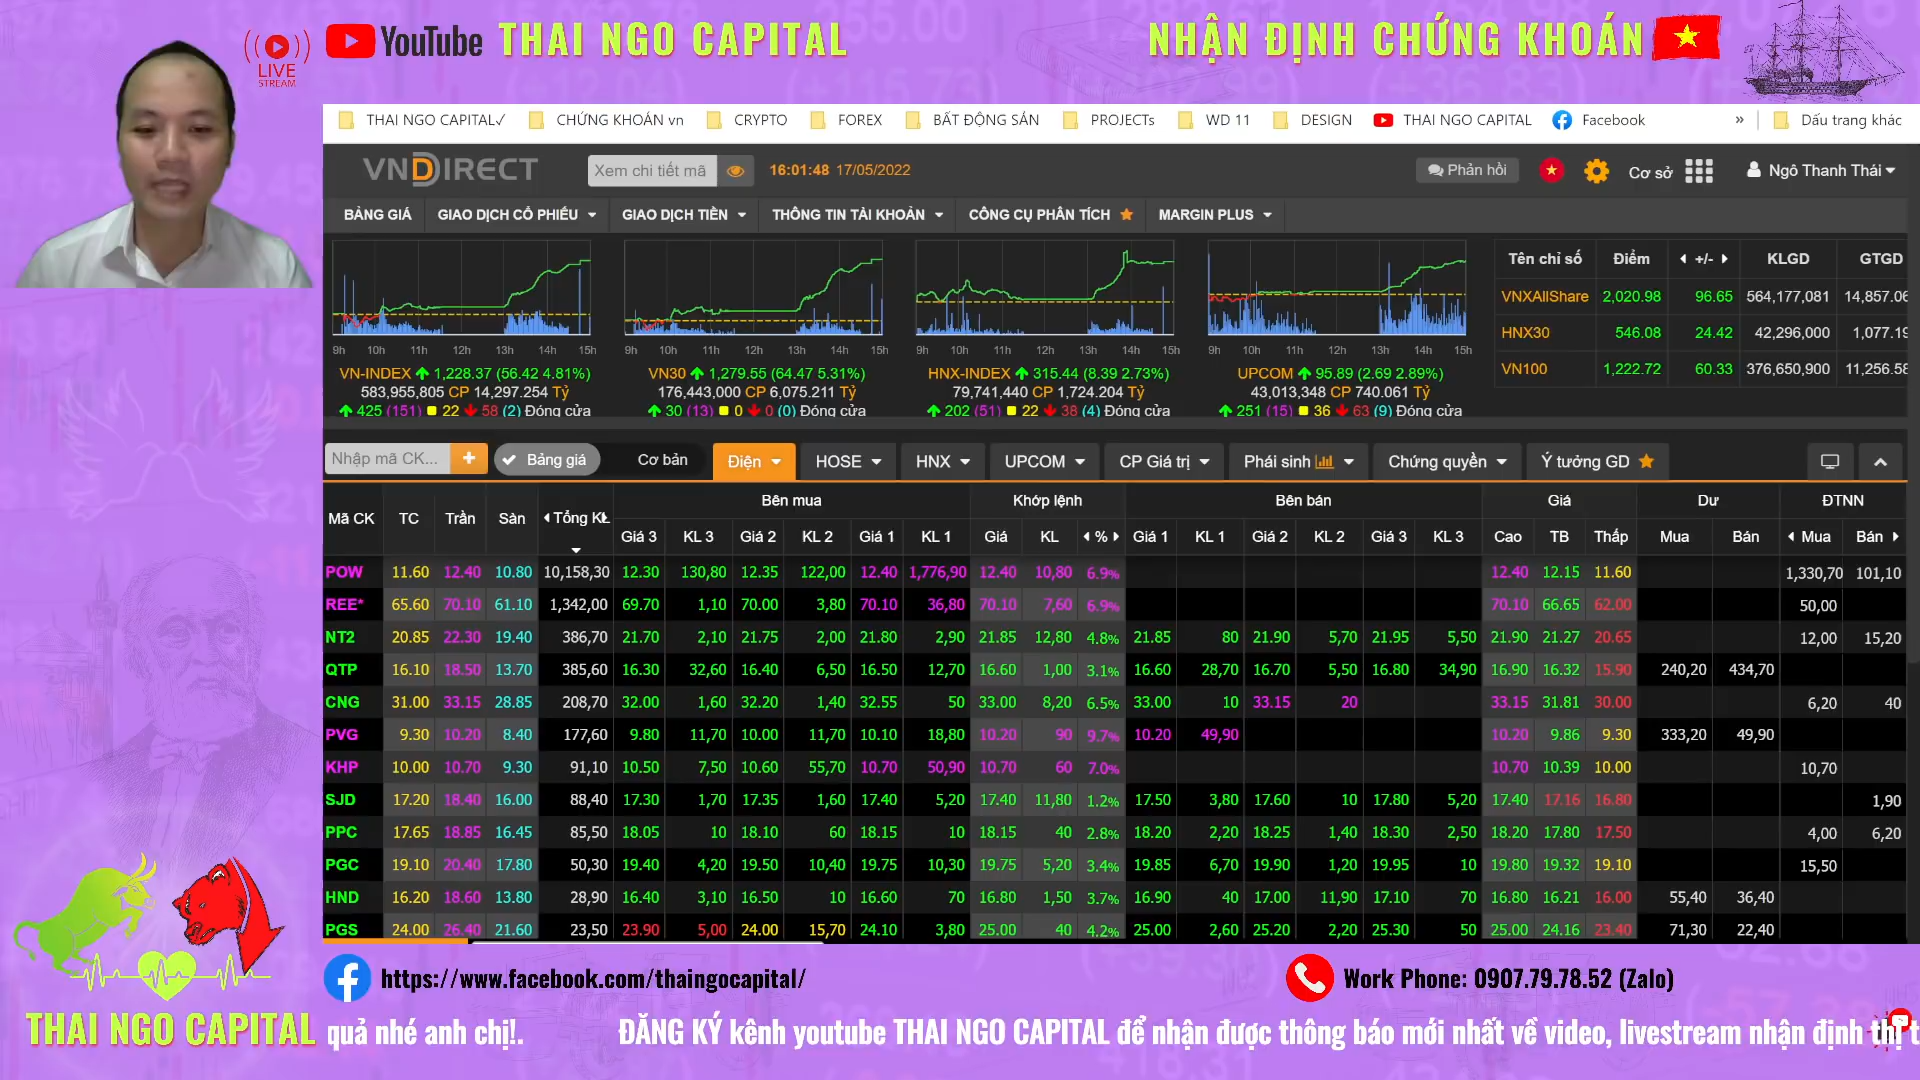 LIVE
STREAM
YouTube THAI NGO CAPITAL
NHẬN ĐỊNH CHỨNG KHOÁN
THAI NGO CAPITAL✓ CHỨNG KHOÁN vn CRYPTO FOREX BẤT ĐỘNG SẢN PROJECTs WD 11 DESIGN THAI NGO CAPITAL Facebook » Dấu trang khác
VNDIRECT Xem chi tiết mã 16:01:48 17/05/2022 Phản hồi Cơ sở Ngô Thanh Thái
BẢNG GIÁ GIAO DỊCH CỔ PHIẾU GIAO DỊCH TIỀN THÔNG TIN TÀI KHOẢN CÔNG CỤ PHÂN TÍCH MARGIN PLUS
9h 10h 11h 12h 13h 14h 15h 9h 10h 11h 12h 13h 14h 15h 9h 10h 11h 12h 13h 14h 15h 9h 10h 11h 12h 13h 14h 15h
VN-INDEX 1,228.37 (56.42 4.81%) VN30 1,279.55 (64.47 5.31%) HNX-INDEX 315.44 (8.39 2.73%) UPCOM 95.89 (2.69 2.89%)
583,955,805 CP 14,297.254 Tỷ 176,443,000 CP 6,075.211 Tỷ 79,741,440 CP 1,724.204 Tỷ 43,013,348 CP 740.061 Tỷ
425 (151) 22 58 (2) Đóng cửa 30 (13) 0 0 (0) Đóng cửa 202 (51) 22 38 (4) Đóng cửa 251 (15) 36 63 (9) Đóng cửa
Tên chỉ số Điểm +/- KLGD GTGD
VNXAllShare 2,020.98 96.65 564,177,081 14,857.06
HNX30 546.08 24.42 42,296,000 1,077.19
VN100 1,222.72 60.33 376,650,900 11,256.58
Nhập mã CK... + Bảng giá Cơ bản Điện HOSE HNX UPCOM CP Giá trị Phái sinh Chứng quyền Ý tưởng GD
Mã CK TC Trần Sàn Tổng KL Bên mua Khớp lệnh Bên bán Giá Dư ĐTNN
Giá 3 KL 3 Giá 2 KL 2 Giá 1 KL 1 Giá KL % Giá 1 KL 1 Giá 2 KL 2 Giá 3 KL 3 Cao TB Thấp Mua Bán Mua Bán
POW 11.60 12.40 10.80 10,158,30 12.30 130,80 12.35 122,00 12.40 1,776,90 12.40 10,80 6.9% 12.40 12.15 11.60 1,330,70 101,10
REE* 65.60 70.10 61.10 1,342,00 69.70 1,10 70.00 3,80 70.10 36,80 70.10 7,60 6.9% 70.10 66.65 62.00 50,00
NT2 20.85 22.30 19.40 386,70 21.70 2,10 21.75 2,00 21.80 2,90 21.85 12,80 4.8% 21.85 80 21.90 5,70 21.95 5,50 21.90 21.27 20.65 12,00 15,20
QTP 16.10 18.50 13.70 385,60 16.30 32,60 16.40 6,50 16.50 12,70 16.60 1,00 3.1% 16.60 28,70 16.70 5,50 16.80 34,90 16.90 16.32 15.90 240,20 434,70
CNG 31.00 33.15 28.85 208,70 32.00 1,60 32.20 1,40 32.55 50 33.00 8,20 6.5% 33.00 10 33.15 20 33.15 31.81 30.00 6,20 40
PVG 9.30 10.20 8.40 177,60 9.80 11,70 10.00 11,70 10.10 18,80 10.20 90 9.7% 10.20 49,90 10.20 9.86 9.30 333,20 49,90
KHP 10.00 10.70 9.30 91,10 10.50 7,50 10.60 55,70 10.70 50,90 10.70 60 7.0% 10.70 10.39 10.00 10,70
SJD 17.20 18.40 16.00 88,40 17.30 1,70 17.35 1,60 17.40 5,20 17.40 11,80 1.2% 17.50 3,80 17.60 10 17.80 5,20 17.40 17.16 16.80 1,90
PPC 17.65 18.85 16.45 85,50 18.05 10 18.10 60 18.15 10 18.15 40 2.8% 18.20 2,20 18.25 1,40 18.30 2,50 18.20 17.80 17.50 4,00 6,20
PGC 19.10 20.40 17.80 50,30 19.40 4,20 19.50 10,40 19.75 10,30 19.75 5,20 3.4% 19.85 6,70 19.90 1,20 19.95 10 19.80 19.32 19.10 15,50
HND 16.20 18.60 13.80 28,90 16.40 3,10 16.50 10 16.60 70 16.80 1,50 3.7% 16.90 40 17.00 11,90 17.10 70 16.80 16.21 16.00 55,40 36,40
PGS 24.00 26.40 21.60 23,50 23.90 5,00 24.00 15,70 24.10 3,80 25.00 40 4.2% 25.00 2,60 25.20 2,20 25.30 50 25.00 24.16 23.40 71,30 22,40
https://www.facebook.com/thaingocapital/
Work Phone: 0907.79.78.52 (Zalo)
THAI NGO CAPITAL
quả nhé anh chị!. ĐĂNG KÝ kênh youtube THAI NGO CAPITAL để nhận được thông báo mới nhất về video, livestream nhận định thị t